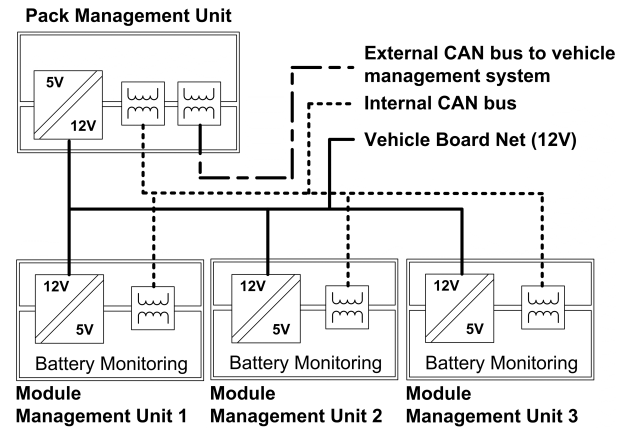 Pack Management Unit
5V
12V
External CAN bus to vehicle
management system
Internal CAN bus
Vehicle Board Net (12V)
12V
5V
Battery Monitoring
12V
5V
Battery Monitoring
12V
5V
Battery Monitoring
Module
Management Unit 1
Module
Management Unit 2
Module
Management Unit 3